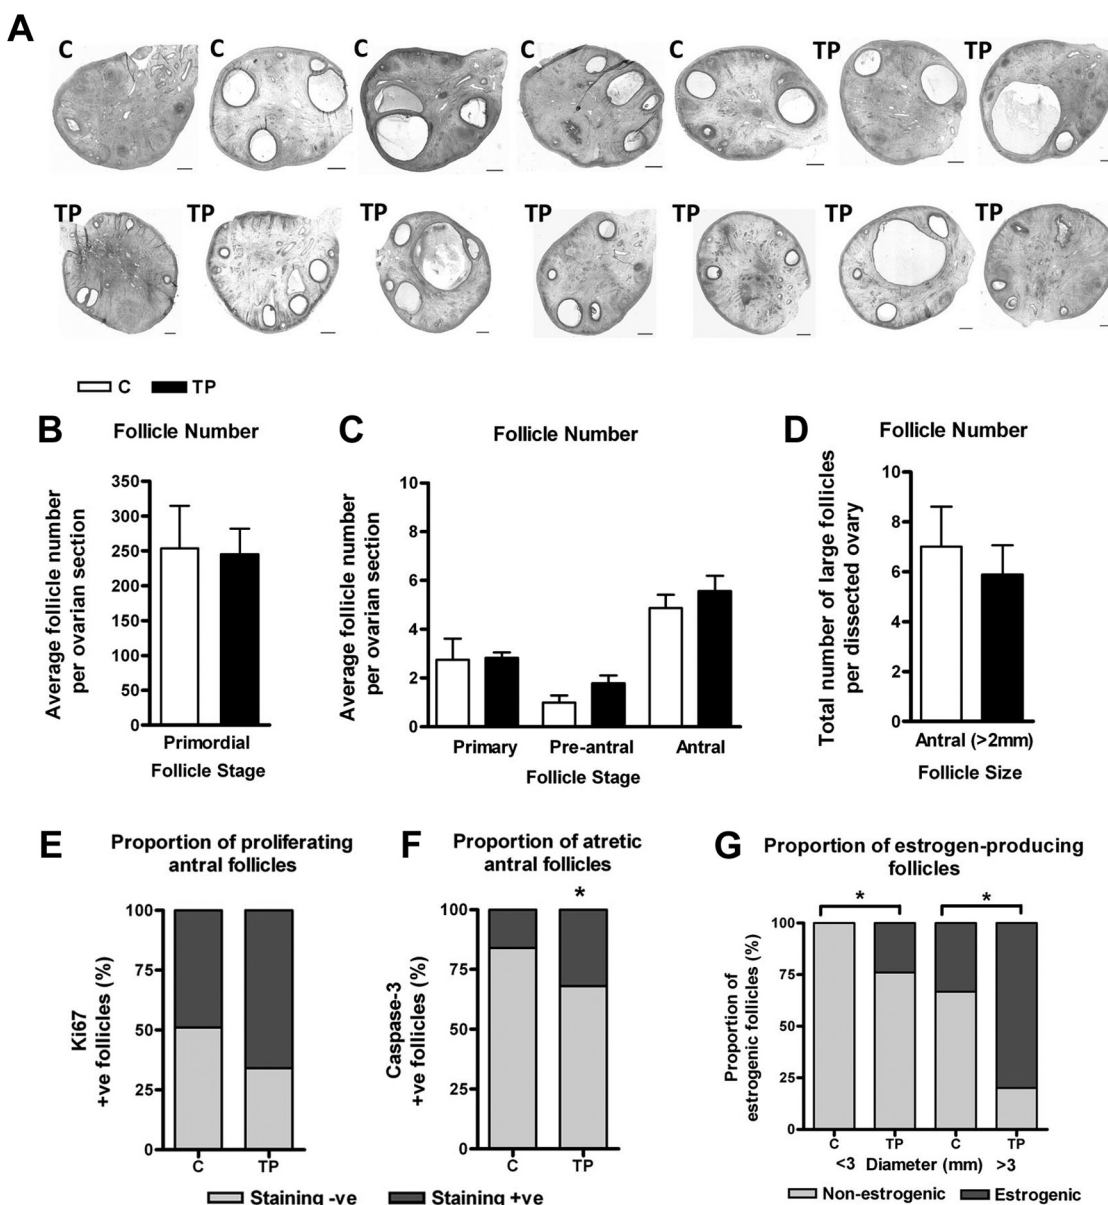 A
C C C C C TP TP
TP TP TP TP TP TP TP
C TP
B
Follicle Number
Average follicle number
per ovarian section
350
300
250
200
250
100
50
0
Primordial
Follicle Stage
C
Follicle Number
Average follicle number
per ovarian section
10
8
6
4
2
0
Primary Pre-antral Antral
Follicle Stage
D
Follicle Number
Total number of large follicles
per dissected ovary
10
8
6
4
2
0
Antral (>2mm)
Follicle Size
E
Proportion of proliferating
antral follicles
Ki67
+ve follicles (%)
100
75
50
25
0
C TP
F
Proportion of atretic
antral follicles
*
Caspase-3
+ve follicles (%)
100
75
50
25
0
C TP
Staining -ve Staining +ve
G
Proportion of estrogen-producing
follicles
* *
Proportion of
estrogenic follicles (%)
100
75
50
25
0
C TP C TP
<3 Diameter (mm) >3
Non-estrogenic Estrogenic